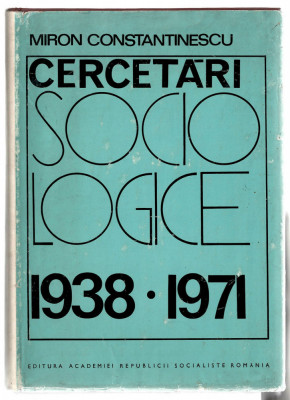 MIRON CONSTANTINESCU
CERCETĂRI
SOCIO
LOGICE
1938 • 1971
EDITURA ACADEMIEI REPUBLICII SOCIALISTE ROMÂNIA